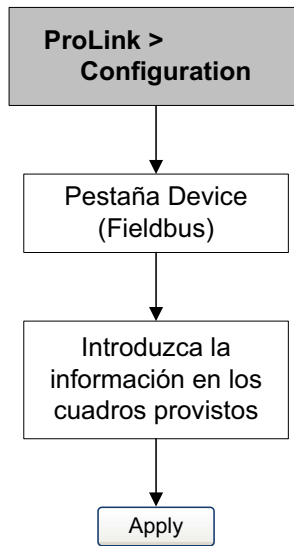 ProLink >
Configuration
Pestaña Device
(Fieldbus)
Introduzca la
información en los
cuadros provistos
Apply